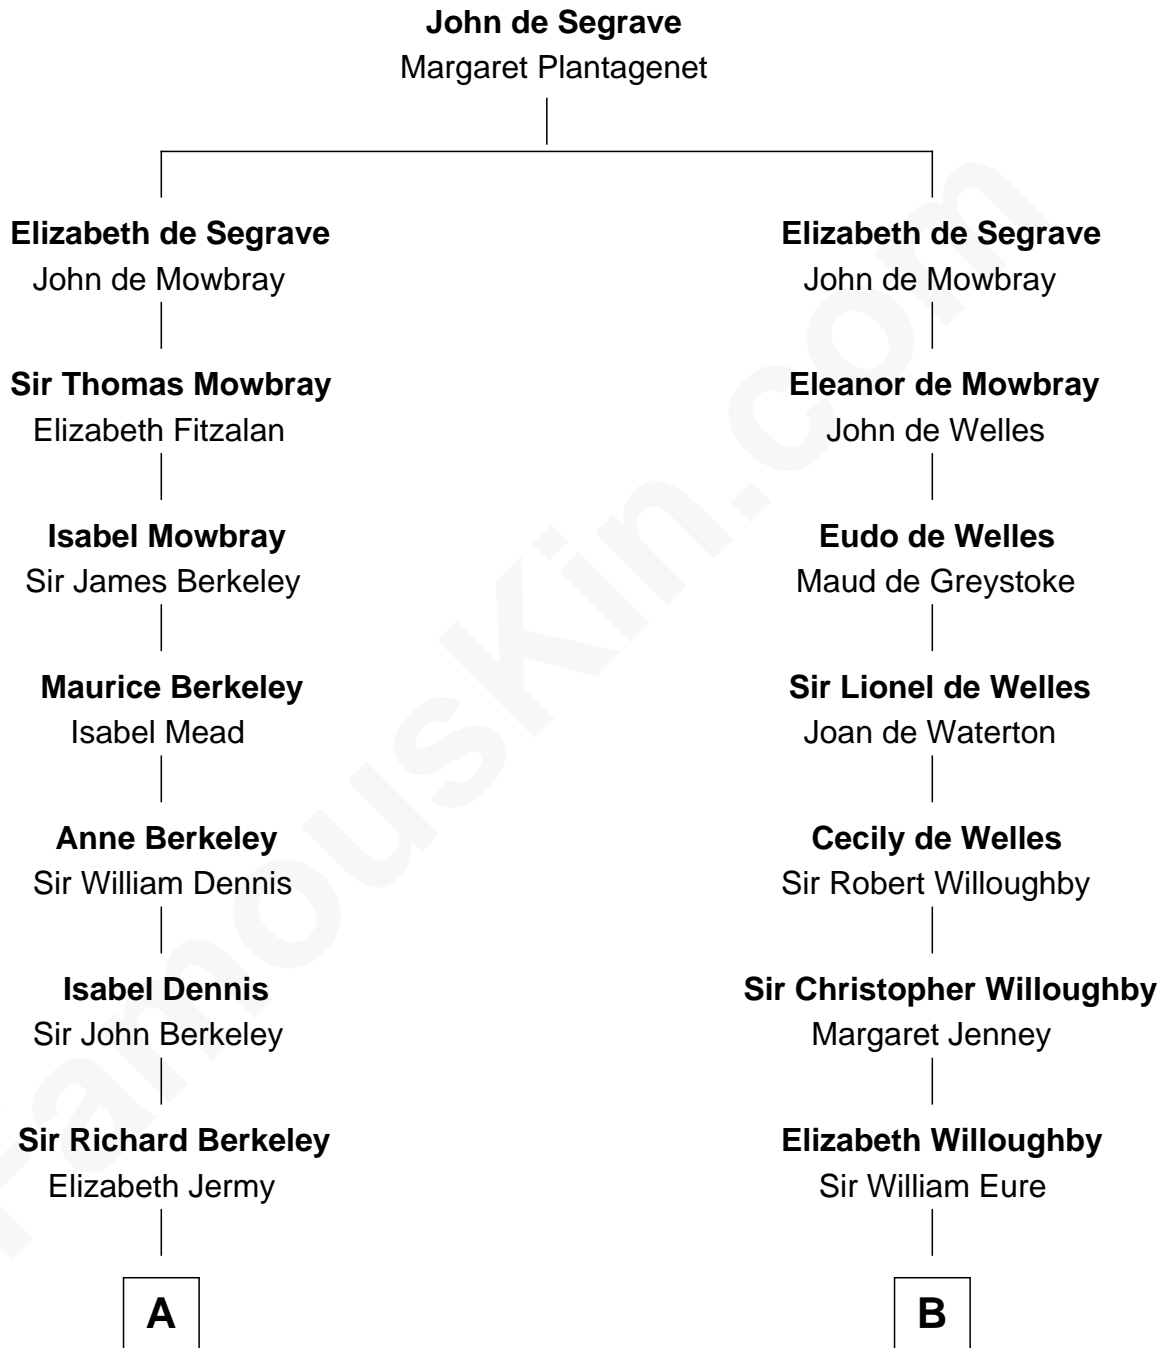 John de Segrave
Margaret Plantagenet
Elizabeth de Segrave
John de Mowbray
Sir Thomas Mowbray
Elizabeth Fitzalan
Isabel Mowbray
Sir James Berkeley
Maurice Berkeley
Isabel Mead
Anne Berkeley
Sir William Dennis
Isabel Dennis
Sir John Berkeley
Sir Richard Berkeley
Elizabeth Jermy
A
Elizabeth de Segrave
John de Mowbray
Eleanor de Mowbray
John de Welles
Eudo de Welles
Maud de Greystoke
Sir Lionel de Welles
Joan de Waterton
Cecily de Welles
Sir Robert Willoughby
Sir Christopher Willoughby
Margaret Jenney
Elizabeth Willoughby
Sir William Eure
B
FamousKin.com